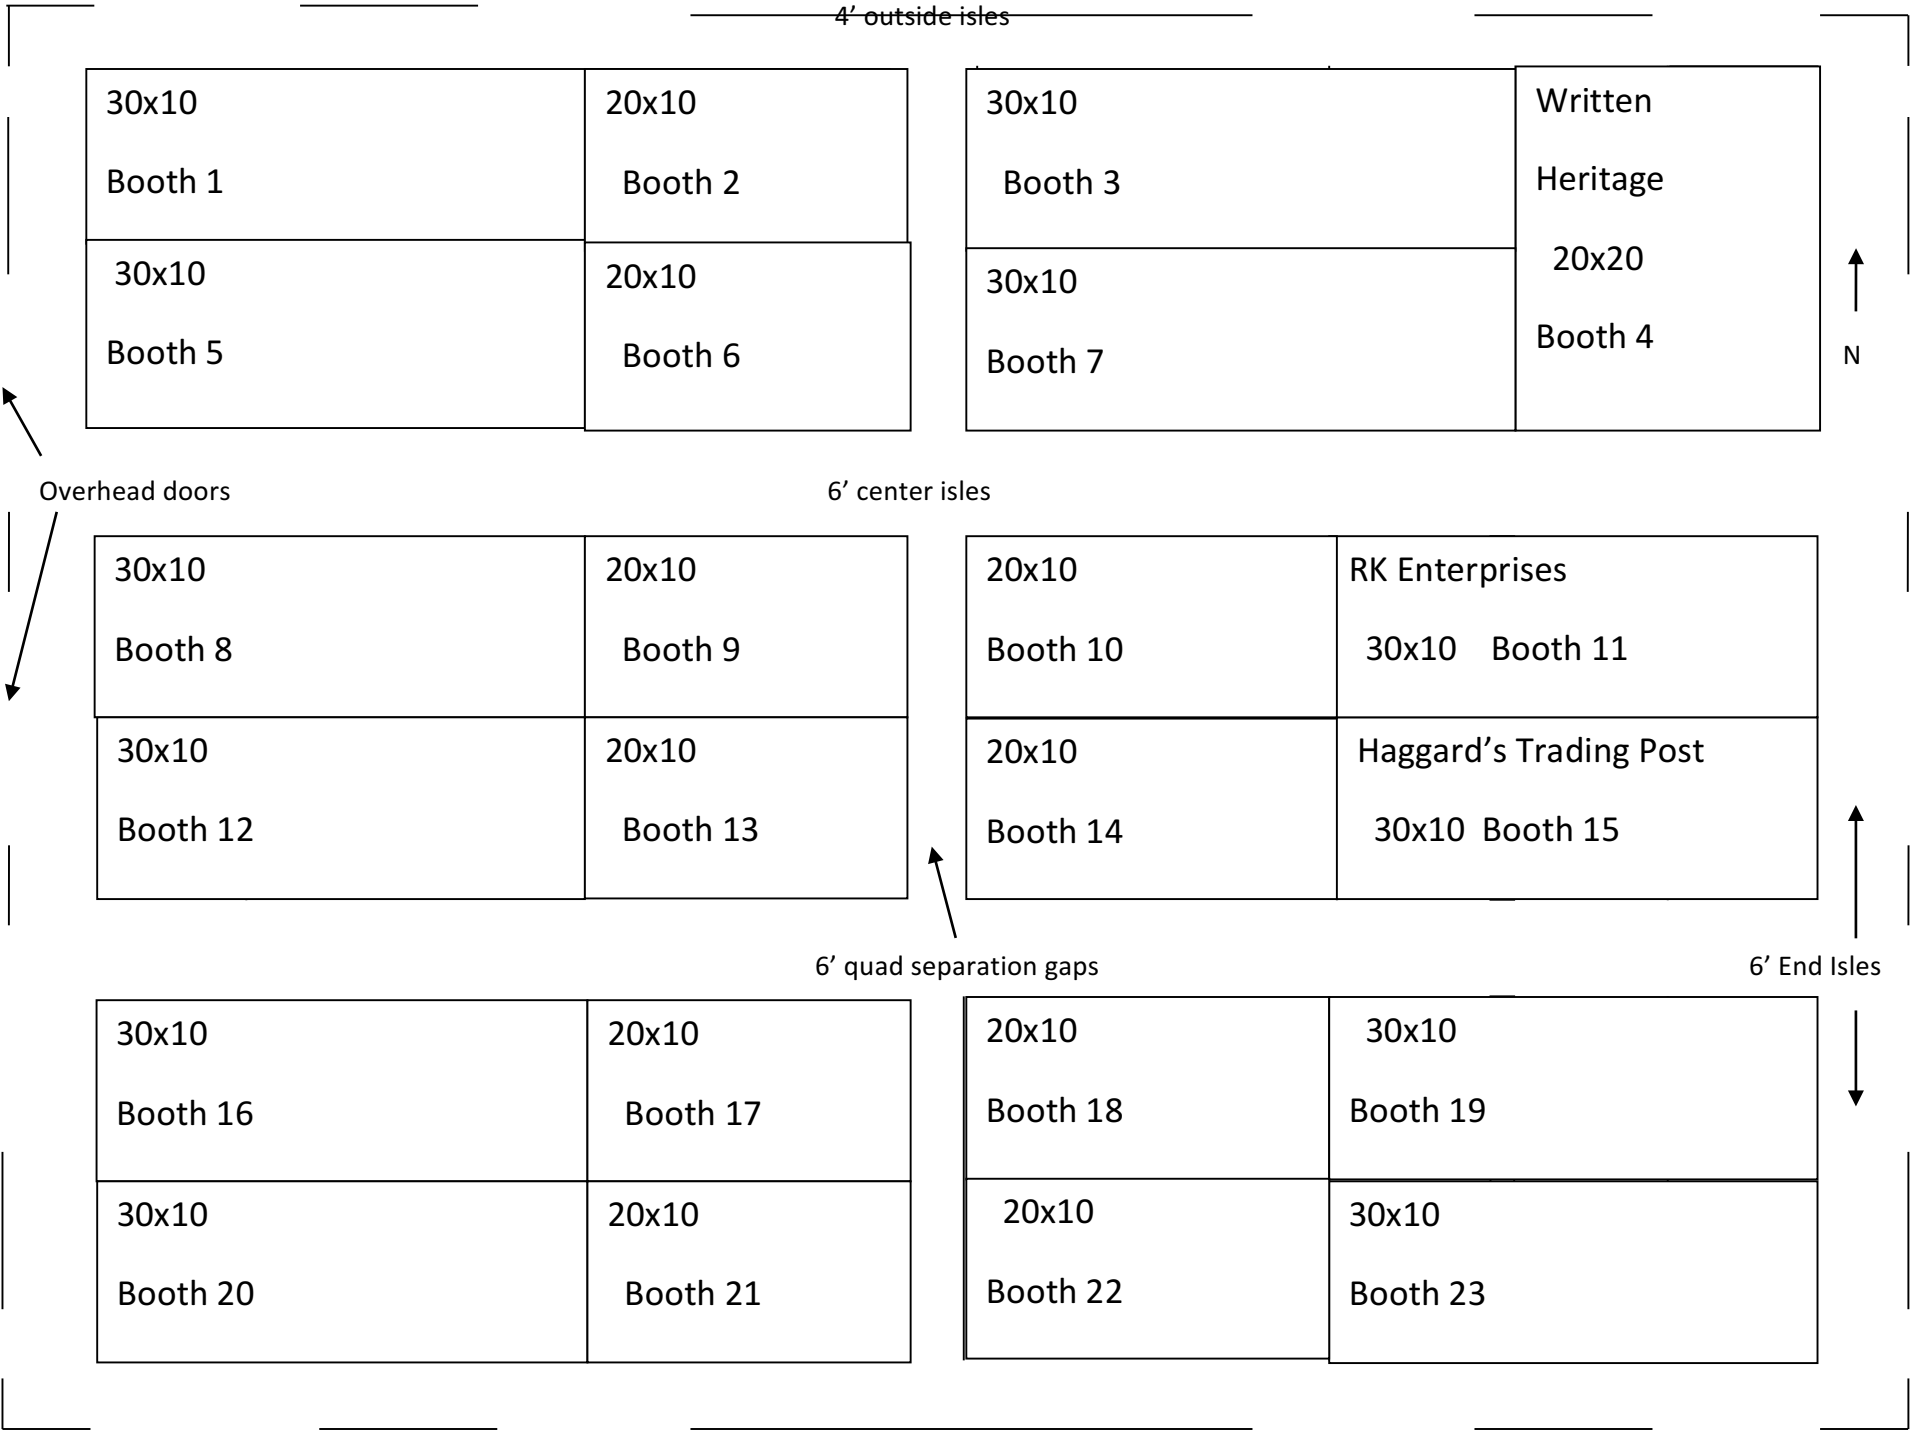 4’ outside isles
30x10
Booth 1
20x10
Booth 2
30x10
Booth 3
Written
Heritage
20x20
Booth 4
30x10
Booth 5
20x10
Booth 6
30x10
Booth 7
N
Overhead doors
6’ center isles
30x10
Booth 8
20x10
Booth 9
20x10
Booth 10
RK Enterprises
30x10 Booth 11
30x10
Booth 12
20x10
Booth 13
20x10
Booth 14
Haggard’s Trading Post
30x10 Booth 15
6’ quad separation gaps
6’ End Isles
30x10
Booth 16
20x10
Booth 17
20x10
Booth 18
30x10
Booth 19
30x10
Booth 20
20x10
Booth 21
20x10
Booth 22
30x10
Booth 23